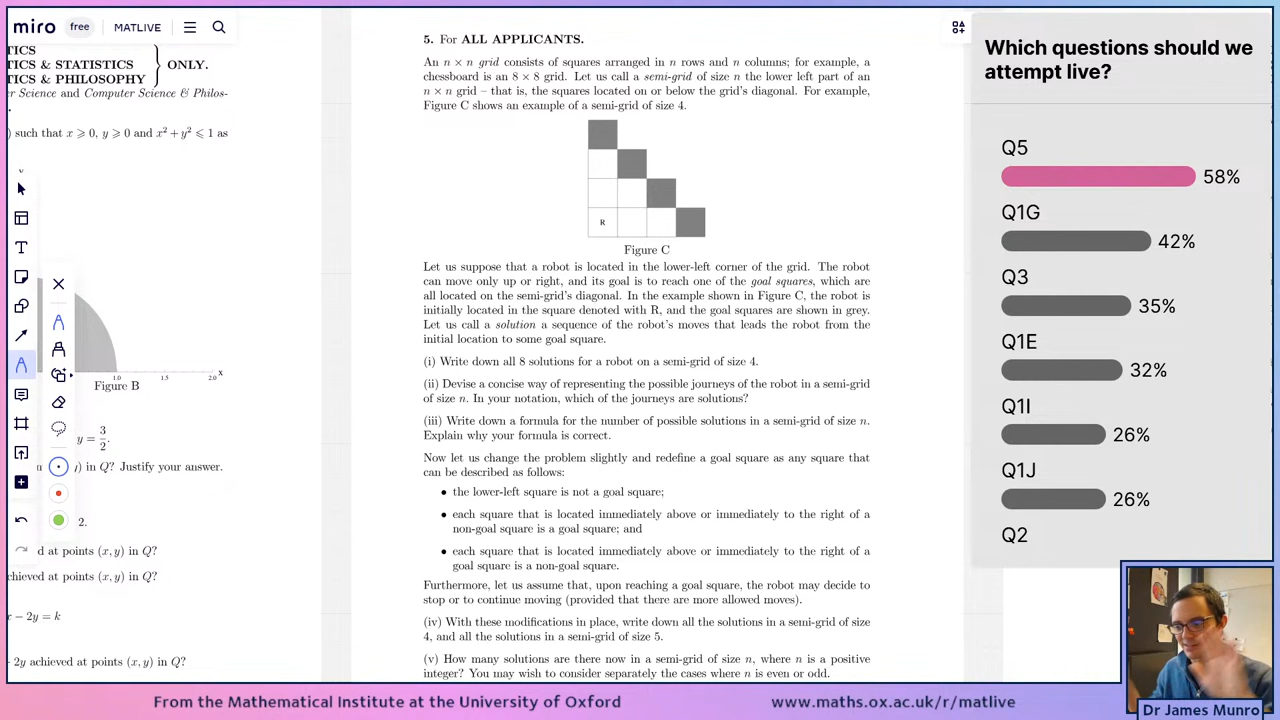 miro free MATLIVE
TICS
TICS & STATISTICS
TICS & PHILOSOPHY
ONLY.
er Science and Computer Science & Philos-
) such that x ⩾ 0, y ⩾ 0 and x² + y² ⩽ 1 as
y
x
1.0 1.5 2.0
Figure B
y = 3/2.
) in Q? Justify your answer.
2.
d at points (x, y) in Q?
chieved at points (x, y) in Q?
x − 2y = k
- 2y achieved at points (x, y) in Q?
5. For ALL APPLICANTS.
An n × n grid consists of squares arranged in n rows and n columns; for example, a
chessboard is an 8 × 8 grid. Let us call a semi-grid of size n the lower left part of an
n × n grid – that is, the squares located on or below the grid's diagonal. For example,
Figure C shows an example of a semi-grid of size 4.
R
Figure C
Let us suppose that a robot is located in the lower-left corner of the grid. The robot
can move only up or right, and its goal is to reach one of the goal squares, which are
all located on the semi-grid's diagonal. In the example shown in Figure C, the robot is
initially located in the square denoted with R, and the goal squares are shown in grey.
Let us call a solution a sequence of the robot's moves that leads the robot from the
initial location to some goal square.
(i) Write down all 8 solutions for a robot on a semi-grid of size 4.
(ii) Devise a concise way of representing the possible journeys of the robot in a semi-grid
of size n. In your notation, which of the journeys are solutions?
(iii) Write down a formula for the number of possible solutions in a semi-grid of size n.
Explain why your formula is correct.
Now let us change the problem slightly and redefine a goal square as any square that
can be described as follows:
• the lower-left square is not a goal square;
• each square that is located immediately above or immediately to the right of a
non-goal square is a goal square; and
• each square that is located immediately above or immediately to the right of a
goal square is a non-goal square.
Furthermore, let us assume that, upon reaching a goal square, the robot may decide to
stop or to continue moving (provided that there are more allowed moves).
(iv) With these modifications in place, write down all the solutions in a semi-grid of size
4, and all the solutions in a semi-grid of size 5.
(v) How many solutions are there now in a semi-grid of size n, where n is a positive
integer? You may wish to consider separately the cases where n is even or odd.
Which questions should we
attempt live?
Q5
58%
Q1G
42%
Q3
35%
Q1E
32%
Q1I
26%
Q1J
26%
Q2
From the Mathematical Institute at the University of Oxford
www.maths.ox.ac.uk/r/matlive
Dr James Munro